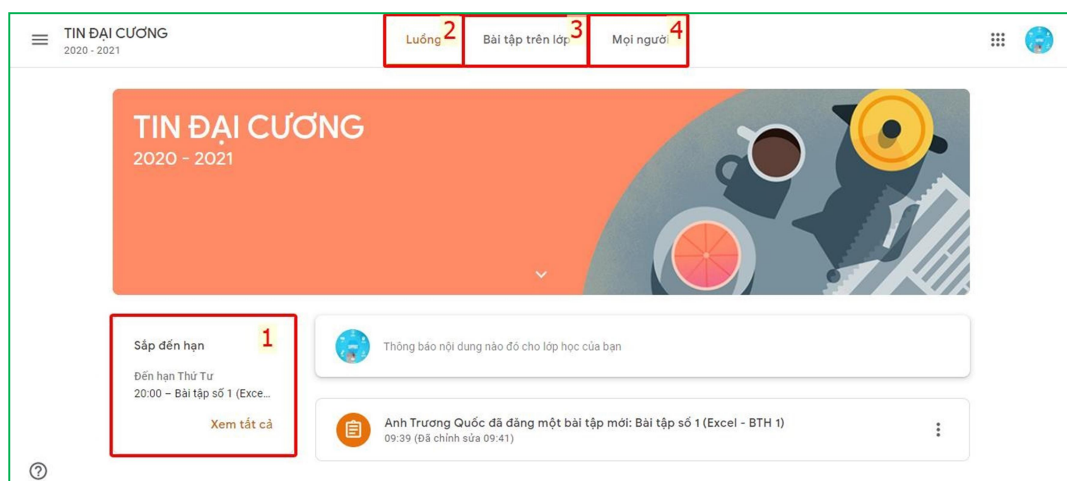 TIN ĐẠI CƯƠNG
2020 - 2021
Luồng 2
Bài tập trên lớp 3
Mọi người 4
TIN ĐẠI CƯƠNG
2020 - 2021
Sắp đến hạn 1
Đến hạn Thứ Tư
20:00 – Bài tập số 1 (Exce...
Xem tất cả
Thông báo nội dung nào đó cho lớp học của bạn
Anh Trương Quốc đã đăng một bài tập mới: Bài tập số 1 (Excel - BTH 1)
09:39 (Đã chỉnh sửa 09:41)